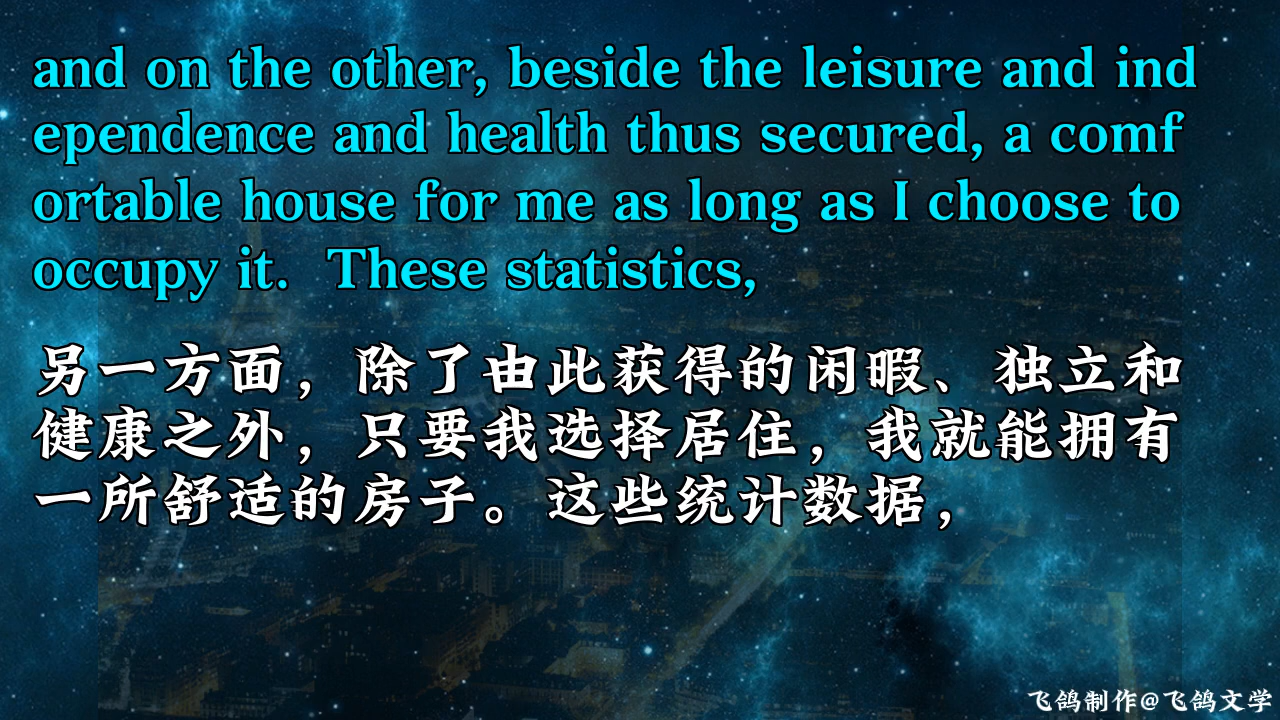 and on the other, beside the leisure and ind
ependence and health thus secured, a comf
ortable house for me as long as I choose to
occupy it.  These statistics,
另一方面，除了由此获得的闲暇、独立和
健康之外，只要我选择居住，我就能拥有
一所舒适的房子。这些统计数据，
飞鸽制作@飞鸽文学